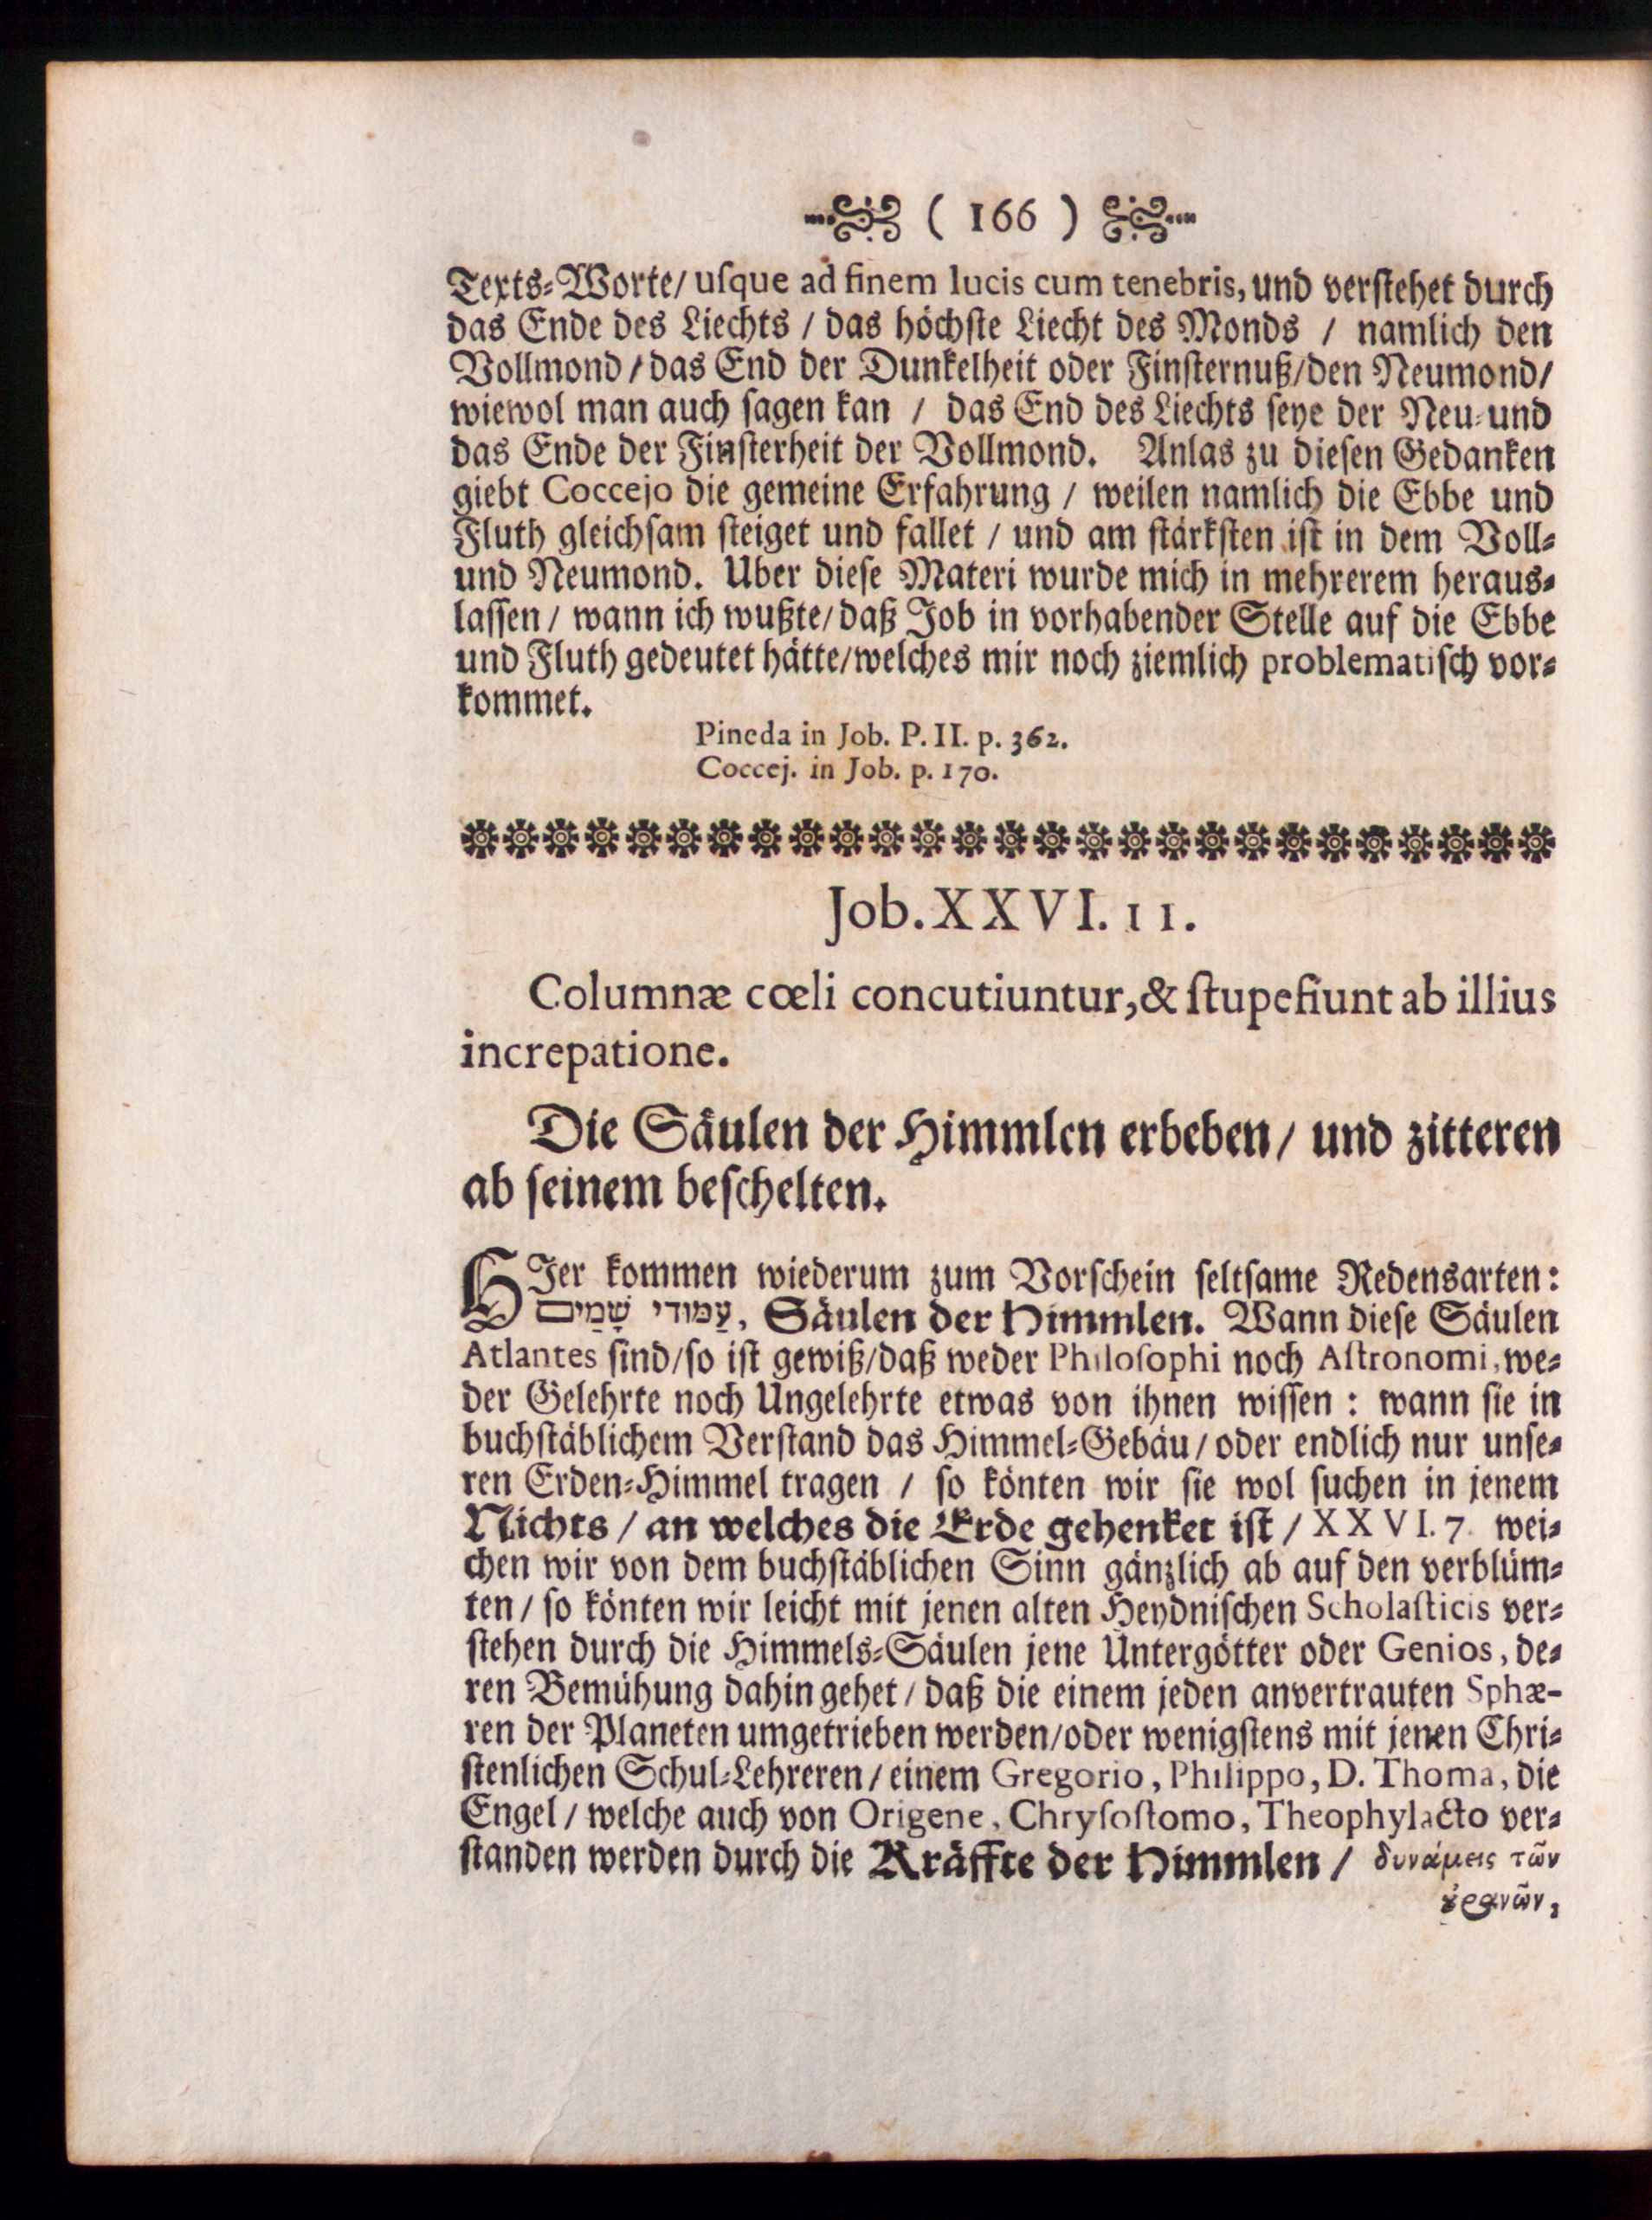 ( 166 )
Texts-Worte/ uſque ad finem lucis cum tenebris, und verſtehet durch
das Ende des Liechts / das höchſte Liecht des Monds / namlich den
Vollmond / das End der Dunkelheit oder Finſternuß/den Neumond/
wiewol man auch ſagen kan / das End des Liechts ſeye der Neu-und
das Ende der Finſterheit der Vollmond. Anlas zu dieſen Gedanken
giebt Coccejo die gemeine Erfahrung / weilen namlich die Ebbe und
Fluth gleichſam ſteiget und fallet / und am ſtärkſten iſt in dem Voll-
und Neumond. Uber dieſe Materi wurde mich in mehrerem heraus-
laſſen / wann ich wußte/ daß Job in vorhabender Stelle auf die Ebbe
und Fluth gedeutet hätte/welches mir noch ziemlich problematiſch vor-
kommet.
Pineda in Job. P. II. p. 362.
Coccej. in Job. p. 170.
Job. XXVI. 11.
Columnæ cœli concutiuntur,& ſtupefiunt ab illius
increpatione.
Die Säulen der Himmlen erbeben/ und zitteren
ab ſeinem beſchelten.
HJer kommen wiederum zum Vorſchein ſeltſame Redensarten:
עַמּוּדי שָׁמַיִם, Säulen der Himmlen. Wann dieſe Säulen
Atlantes ſind/ſo iſt gewiß/daß weder Philoſophi noch Aſtronomi, we-
der Gelehrte noch Ungelehrte etwas von ihnen wiſſen : wann ſie in
buchſtäblichem Verſtand das Himmel-Gebäu / oder endlich nur unſe-
ren Erden-Himmel tragen / ſo könten wir ſie wol ſuchen in jenem
Nichts / an welches die Erde gehenket iſt / XXVI. 7. wei-
chen wir von dem buchſtäblichen Sinn gänzlich ab auf den verblüm-
ten / ſo könten wir leicht mit jenen alten Heydniſchen Scholaſticis ver-
ſtehen durch die Himmels-Säulen jene Untergötter oder Genios, de-
ren Bemühung dahin gehet / daß die einem jeden anvertrauten Sphæ-
ren der Planeten umgetrieben werden/oder wenigſtens mit jenen Chri-
ſtenlichen Schul-Lehreren / einem Gregorio, Philippo, D. Thoma, die
Engel / welche auch von Origene, Chryſoſtomo, Theophylacto ver-
ſtanden werden durch die Kräffte der Himmlen / δυνάμεις τῶν
ȣ̓ρανῶν,